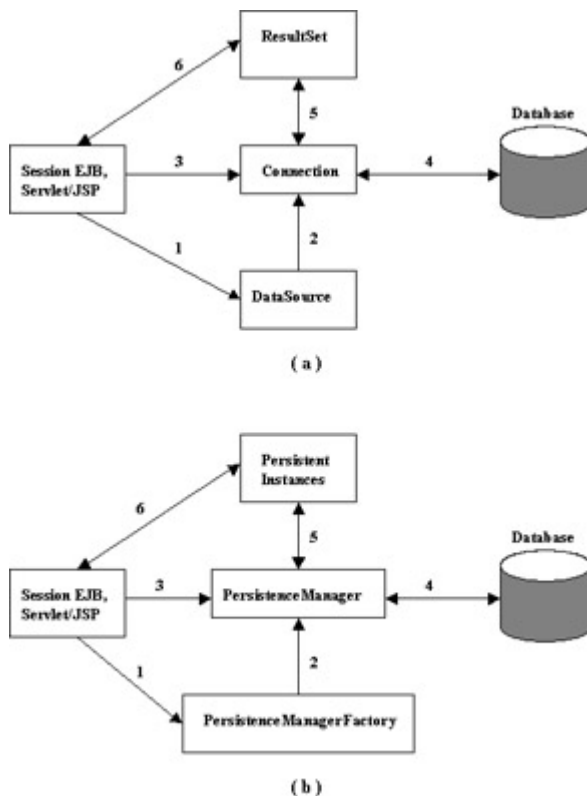 ResultSet
6
5
Database
Session EJB,
Servlet/JSP
3
Connection
4
1
2
DataSource
( a )
Persistent
Instances
6
5
Database
Session EJB,
Servlet/JSP
3
PersistenceManager
4
1
2
PersistenceManagerFactory
( b )